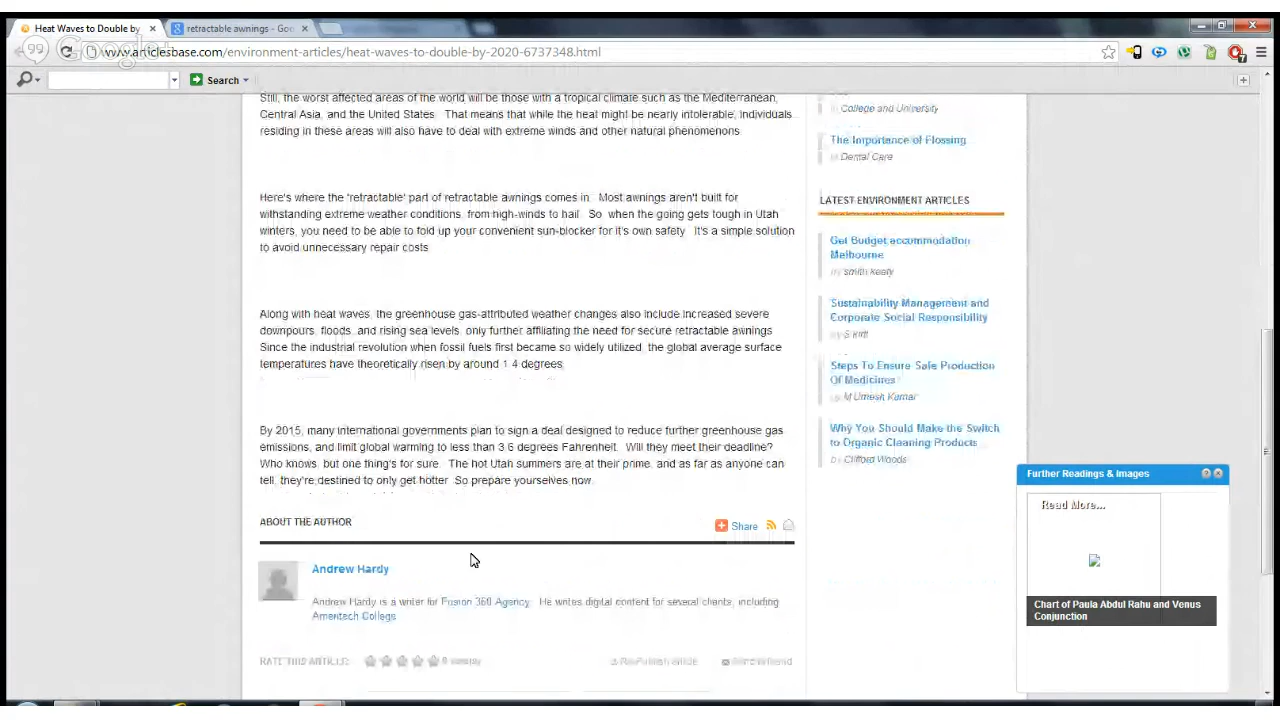 Heat Waves to Double by
retractable awnings - Goo
99
Google+
www.articlesbase.com/environment-articles/heat-waves-to-double-by-2020-6737348.html
Search
Still, the worst affected areas of the world will be those with a tropical climate such as the Mediterranean,
Central Asia, and the United States. That means that while the heat might be nearly intolerable, individuals
residing in these areas will also have to deal with extreme winds and other natural phenomenons.
Here's where the 'retractable' part of retractable awnings comes in. Most awnings aren't built for
withstanding extreme weather conditions, from high-winds to hail. So, when the going gets tough in Utah
winters, you need to be able to fold up your convenient sun-blocker for it's own safety. It's a simple solution
to avoid unnecessary repair costs.
Along with heat waves, the greenhouse gas-attributed weather changes also include increased severe
downpours, floods, and rising sea levels, only further affiliating the need for secure retractable awnings.
Since the industrial revolution when fossil fuels first became so widely utilized, the global average surface
temperatures have theoretically risen by around 1.4 degrees.
By 2015, many international governments plan to sign a deal designed to reduce further greenhouse gas
emissions, and limit global warming to less than 3.6 degrees Fahrenheit. Will they meet their deadline?
Who knows, but one thing's for sure. The hot Utah summers are at their prime, and as far as anyone can
tell, they're destined to only get hotter. So prepare yourselves now.
ABOUT THE AUTHOR
Share
Andrew Hardy
Andrew Hardy is a writer for Fusion 360 Agency. He writes digital content for several clients, including
Ameritech College.
RATE THIS ARTICLE:
College and University
The Importance of Flossing
Dental Care
LATEST ENVIRONMENT ARTICLES
Get Budget accommodation
Melbourne
by smith keaty
Sustainability Management and
Corporate Social Responsibility
Steps To Ensure Safe Production
Of Medicines
M Umesh Kumar
Why You Should Make the Switch
to Organic Cleaning Products
by Clifford Woods
Further Readings & Images
Read More...
Chart of Paula Abdul Rahu and Venus
Conjunction